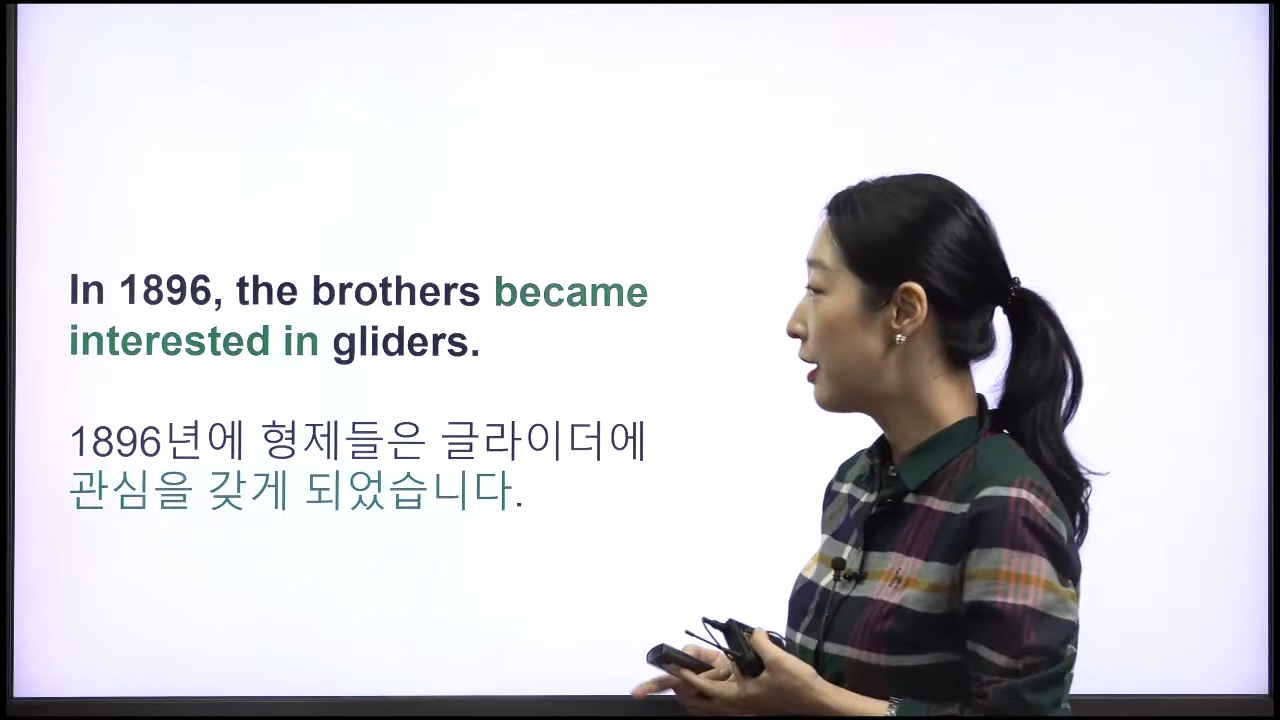 In 1896, the brothers became
interested in gliders.
1896년에 형제들은 글라이더에
관심을 갖게 되었습니다.